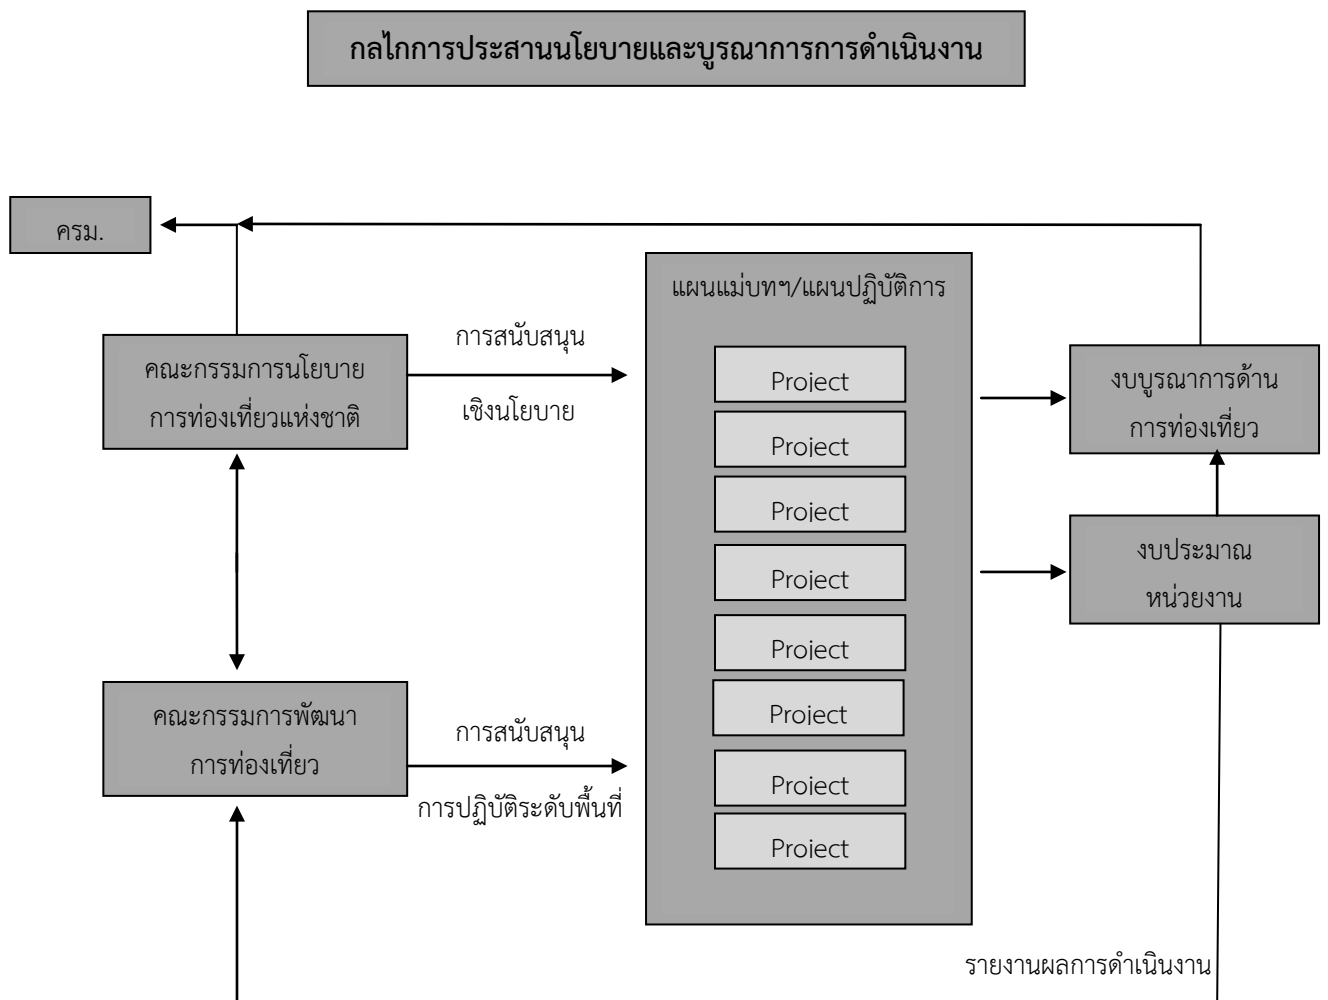 กลไกการประสานนโยบายและบูรณาการการดำเนินงาน
ครม.
คณะกรรมการนโยบาย
การท่องเที่ยวแห่งชาติ
การสนับสนุน
เชิงนโยบาย
แผนแม่บทฯ/แผนปฏิบัติการ
Project
Project
Project
Project
Project
Project
Project
Project
งบบูรณาการด้าน
การท่องเที่ยว
งบประมาณ
หน่วยงาน
คณะกรรมการพัฒนา
การท่องเที่ยว
การสนับสนุน
การปฏิบัติระดับพื้นที่
รายงานผลการดำเนินงาน